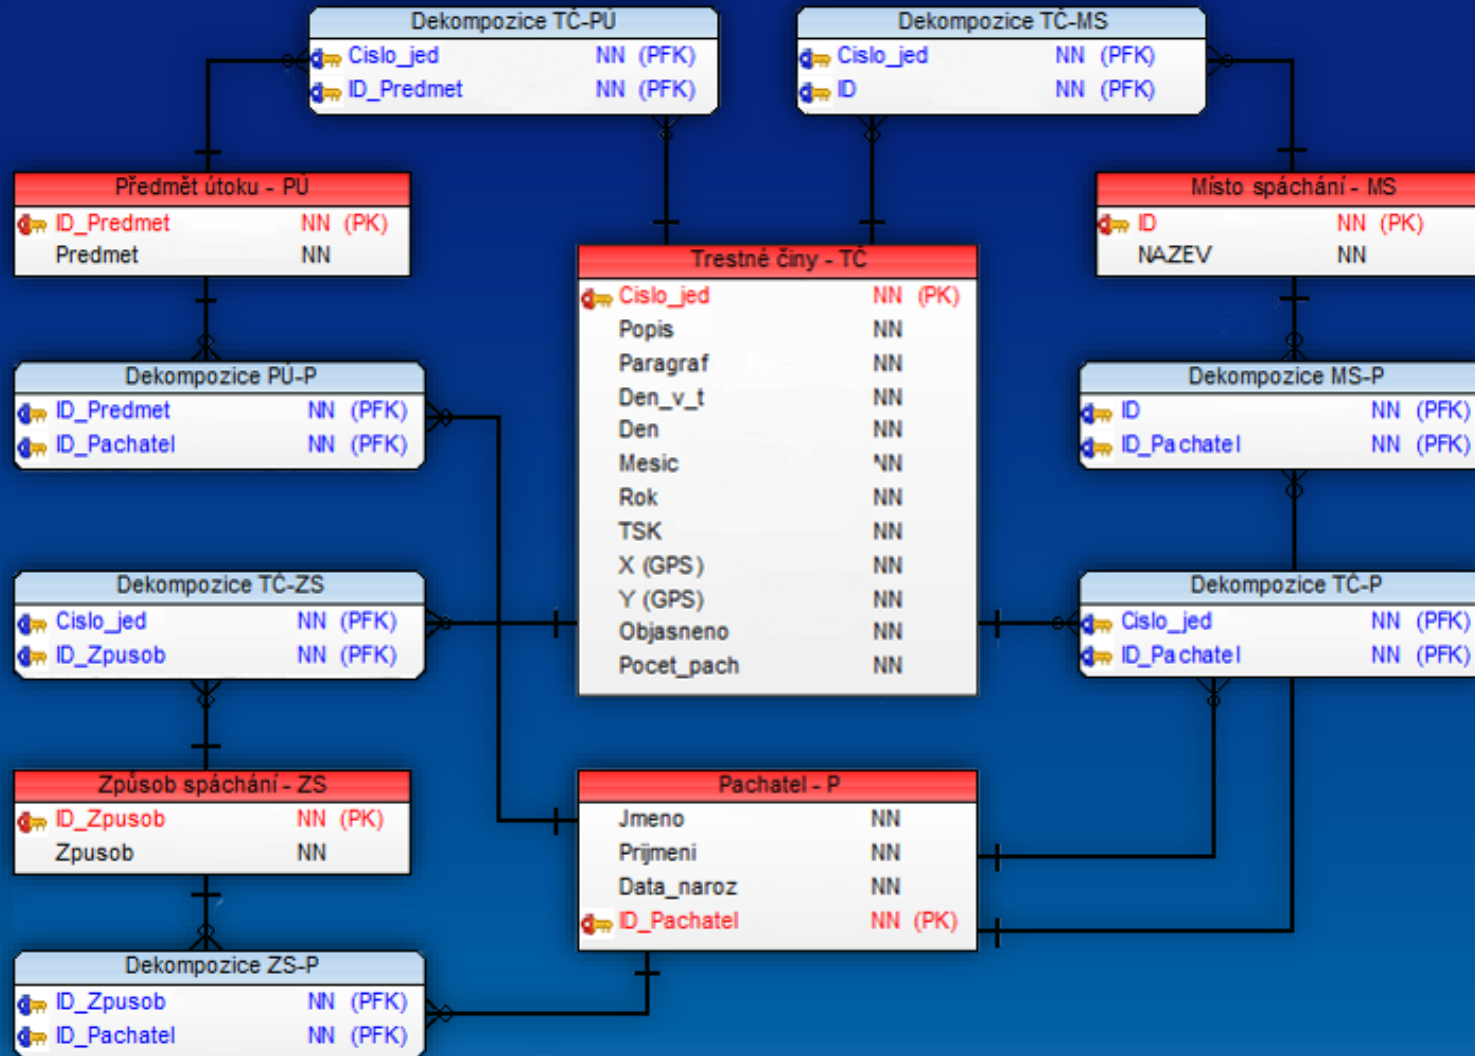 Dekompozice TČ-PÚ
Cislo_jed NN (PFK)
ID_Predmet NN (PFK)
Dekompozice TČ-MS
Cislo_jed NN (PFK)
ID NN (PFK)
Předmět útoku - PÚ
ID_Predmet NN (PK)
Predmet NN
Místo spáchání - MS
ID NN (PK)
NAZEV NN
Trestné činy - TČ
Cislo_jed NN (PK)
Popis NN
Paragraf NN
Den_v_t NN
Den NN
Mesic NN
Rok NN
TSK NN
X (GPS) NN
Y (GPS) NN
Objasneno NN
Pocet_pach NN
Dekompozice PÚ-P
ID_Predmet NN (PFK)
ID_Pachatel NN (PFK)
Dekompozice MS-P
ID NN (PFK)
ID_Pachatel NN (PFK)
Dekompozice TČ-ZS
Cislo_jed NN (PFK)
ID_Zpusob NN (PFK)
Dekompozice TČ-P
Cislo_jed NN (PFK)
ID_Pachatel NN (PFK)
Způsob spáchání - ZS
ID_Zpusob NN (PK)
Zpusob NN
Pachatel - P
Jmeno NN
Prijmeni NN
Data_naroz NN
ID_Pachatel NN (PK)
Dekompozice ZS-P
ID_Zpusob NN (PFK)
ID_Pachatel NN (PFK)